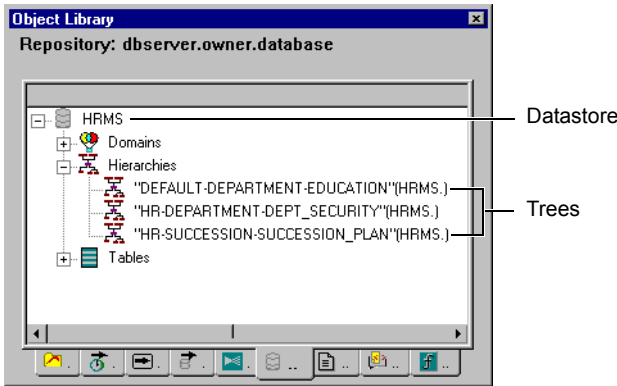 Object Library
Repository: dbserver.owner.database
HRMS
Datastore
Domains
Hierarchies
"DEFAULT-DEPARTMENT-EDUCATION"(HRMS.)
"HR-DEPARTMENT-DEPT_SECURITY"(HRMS.)
Trees
"HR-SUCCESSION-SUCCESSION_PLAN"(HRMS.)
Tables
. . . . . .. .. .. ..